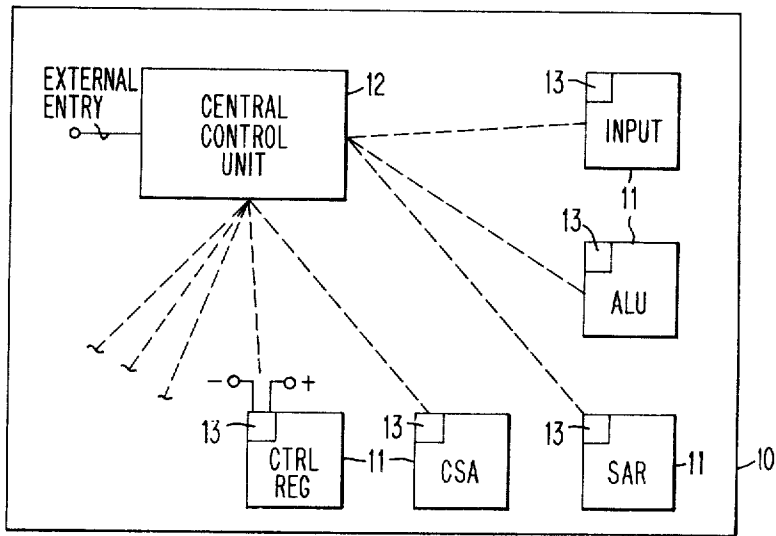 EXTERNAL
ENTRY
CENTRAL
CONTROL
UNIT
12
13
INPUT
11
13
ALU
- +
13
CTRL
REG
11
13
CSA
13
SAR
11
10